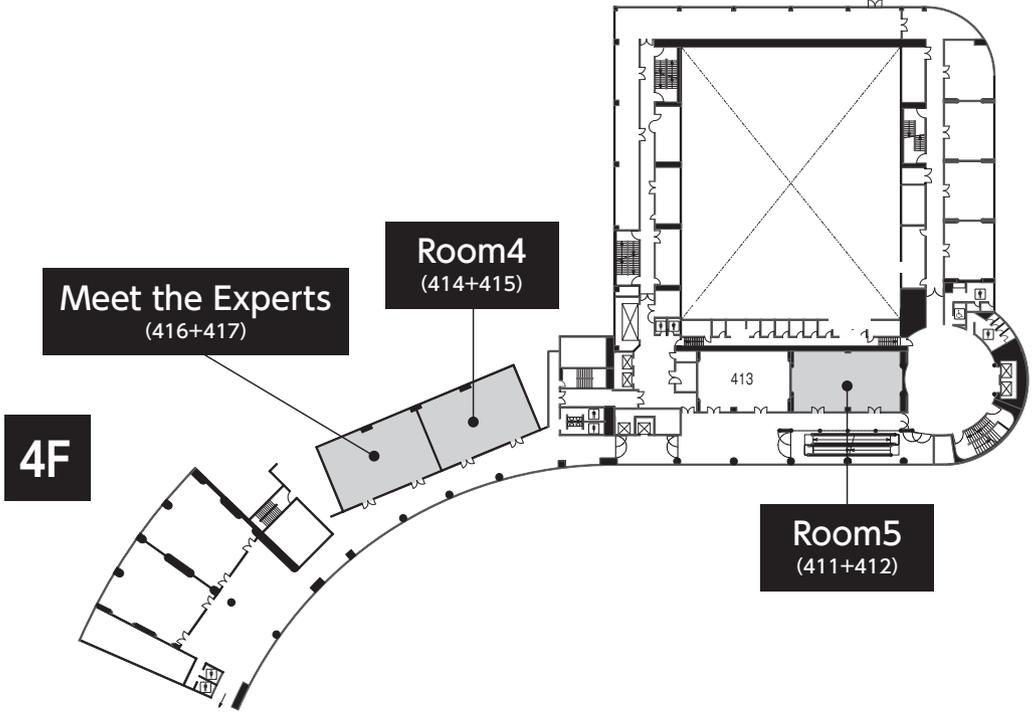 Room4
(414+415)
Meet the Experts
(416+417)
413
4F
Room5
(411+412)